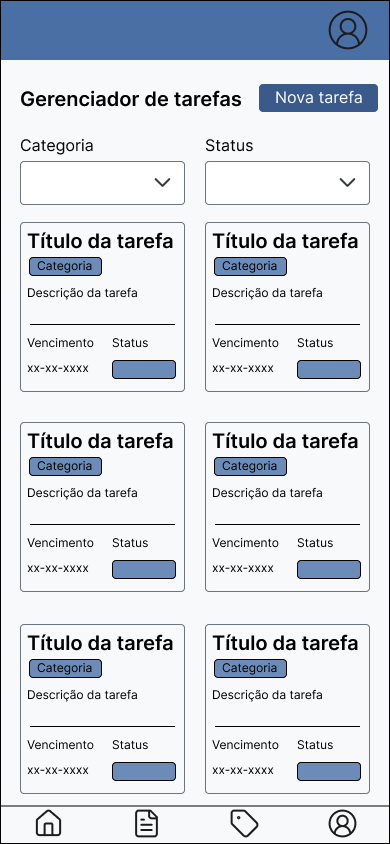 Gerenciador de tarefas
Nova tarefa
Categoria
Status
Título da tarefa
Categoria
Descrição da tarefa
Vencimento
Status
xx-xx-xxxx
Título da tarefa
Categoria
Descrição da tarefa
Vencimento
Status
xx-xx-xxxx
Título da tarefa
Categoria
Descrição da tarefa
Vencimento
Status
xx-xx-xxxx
Título da tarefa
Categoria
Descrição da tarefa
Vencimento
Status
xx-xx-xxxx
Título da tarefa
Categoria
Descrição da tarefa
Vencimento
Status
xx-xx-xxxx
Título da tarefa
Categoria
Descrição da tarefa
Vencimento
Status
xx-xx-xxxx